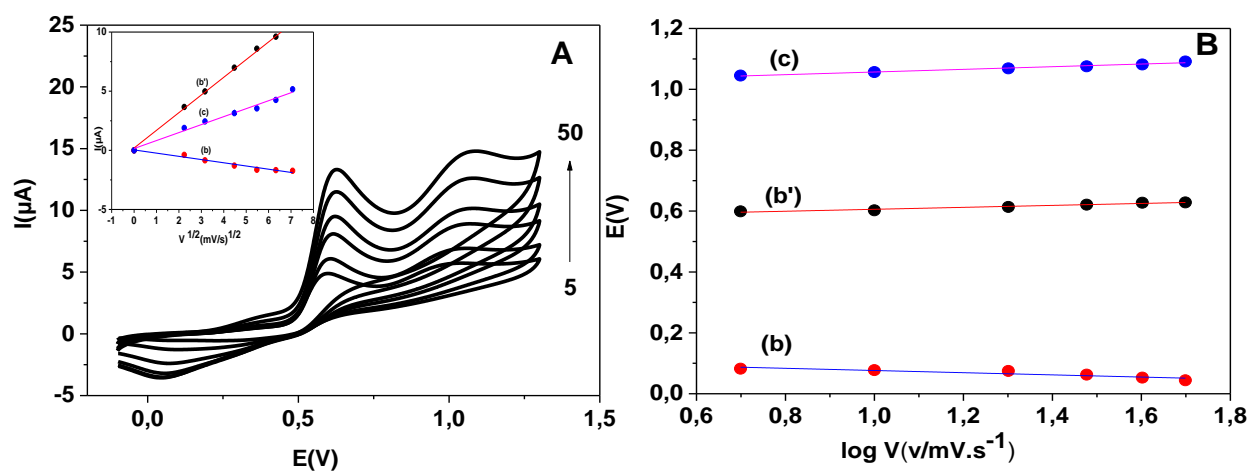 A
I(µA)
25
20
15
10
5
0
-5
0,0
0,5
1,0
1,5
E(V)
50
5
I(µA)
10
5
0
-5
-1
0
1
2
3
4
5
6
7
8
V 1/2(mV/s)1/2
(b')
(c)
(b)
B
E(V)
1,2
1,0
0,8
0,6
0,4
0,2
0,0
0,6
0,8
1,0
1,2
1,4
1,6
1,8
log V(v/mV.s-1)
(c)
(b')
(b)